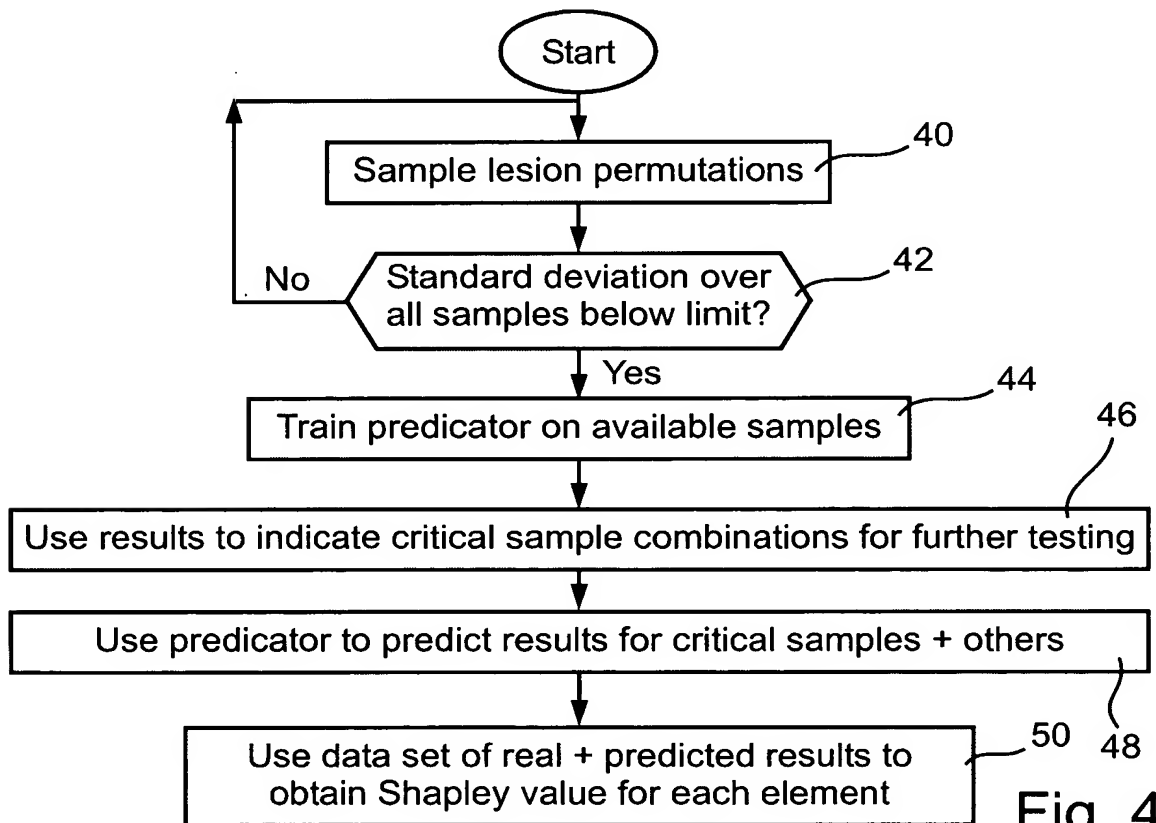 Start
Sample lesion permutations
40
Standard deviation over
all samples below limit?
42
No
Yes
Train predicator on available samples
44
46
Use results to indicate critical sample combinations for further testing
Use predicator to predict results for critical samples + others
48
Use data set of real + predicted results to
obtain Shapley value for each element
50
Fig. 4